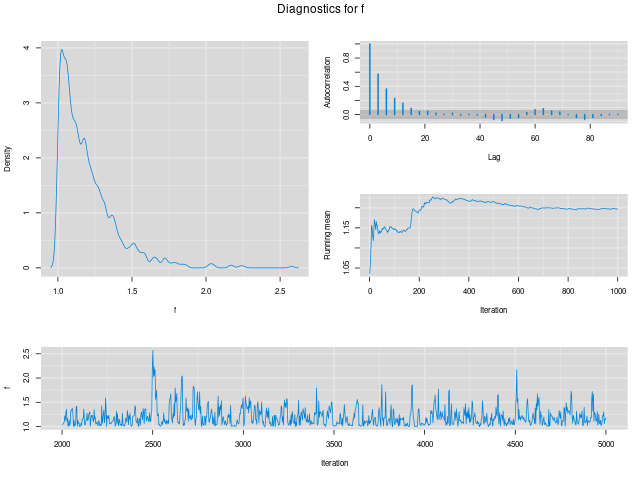 Diagnostics for f
Density
4
3
2
1
0
1.0 1.5 2.0 2.5
f
Autocorrelation
0.8
0.4
0.0
0 20 40 60 80
Lag
Running mean
1.15
1.05
0 200 400 600 800 1000
Iteration
f
2.5
2.0
1.5
1.0
2000 2500 3000 3500 4000 4500 5000
Iteration